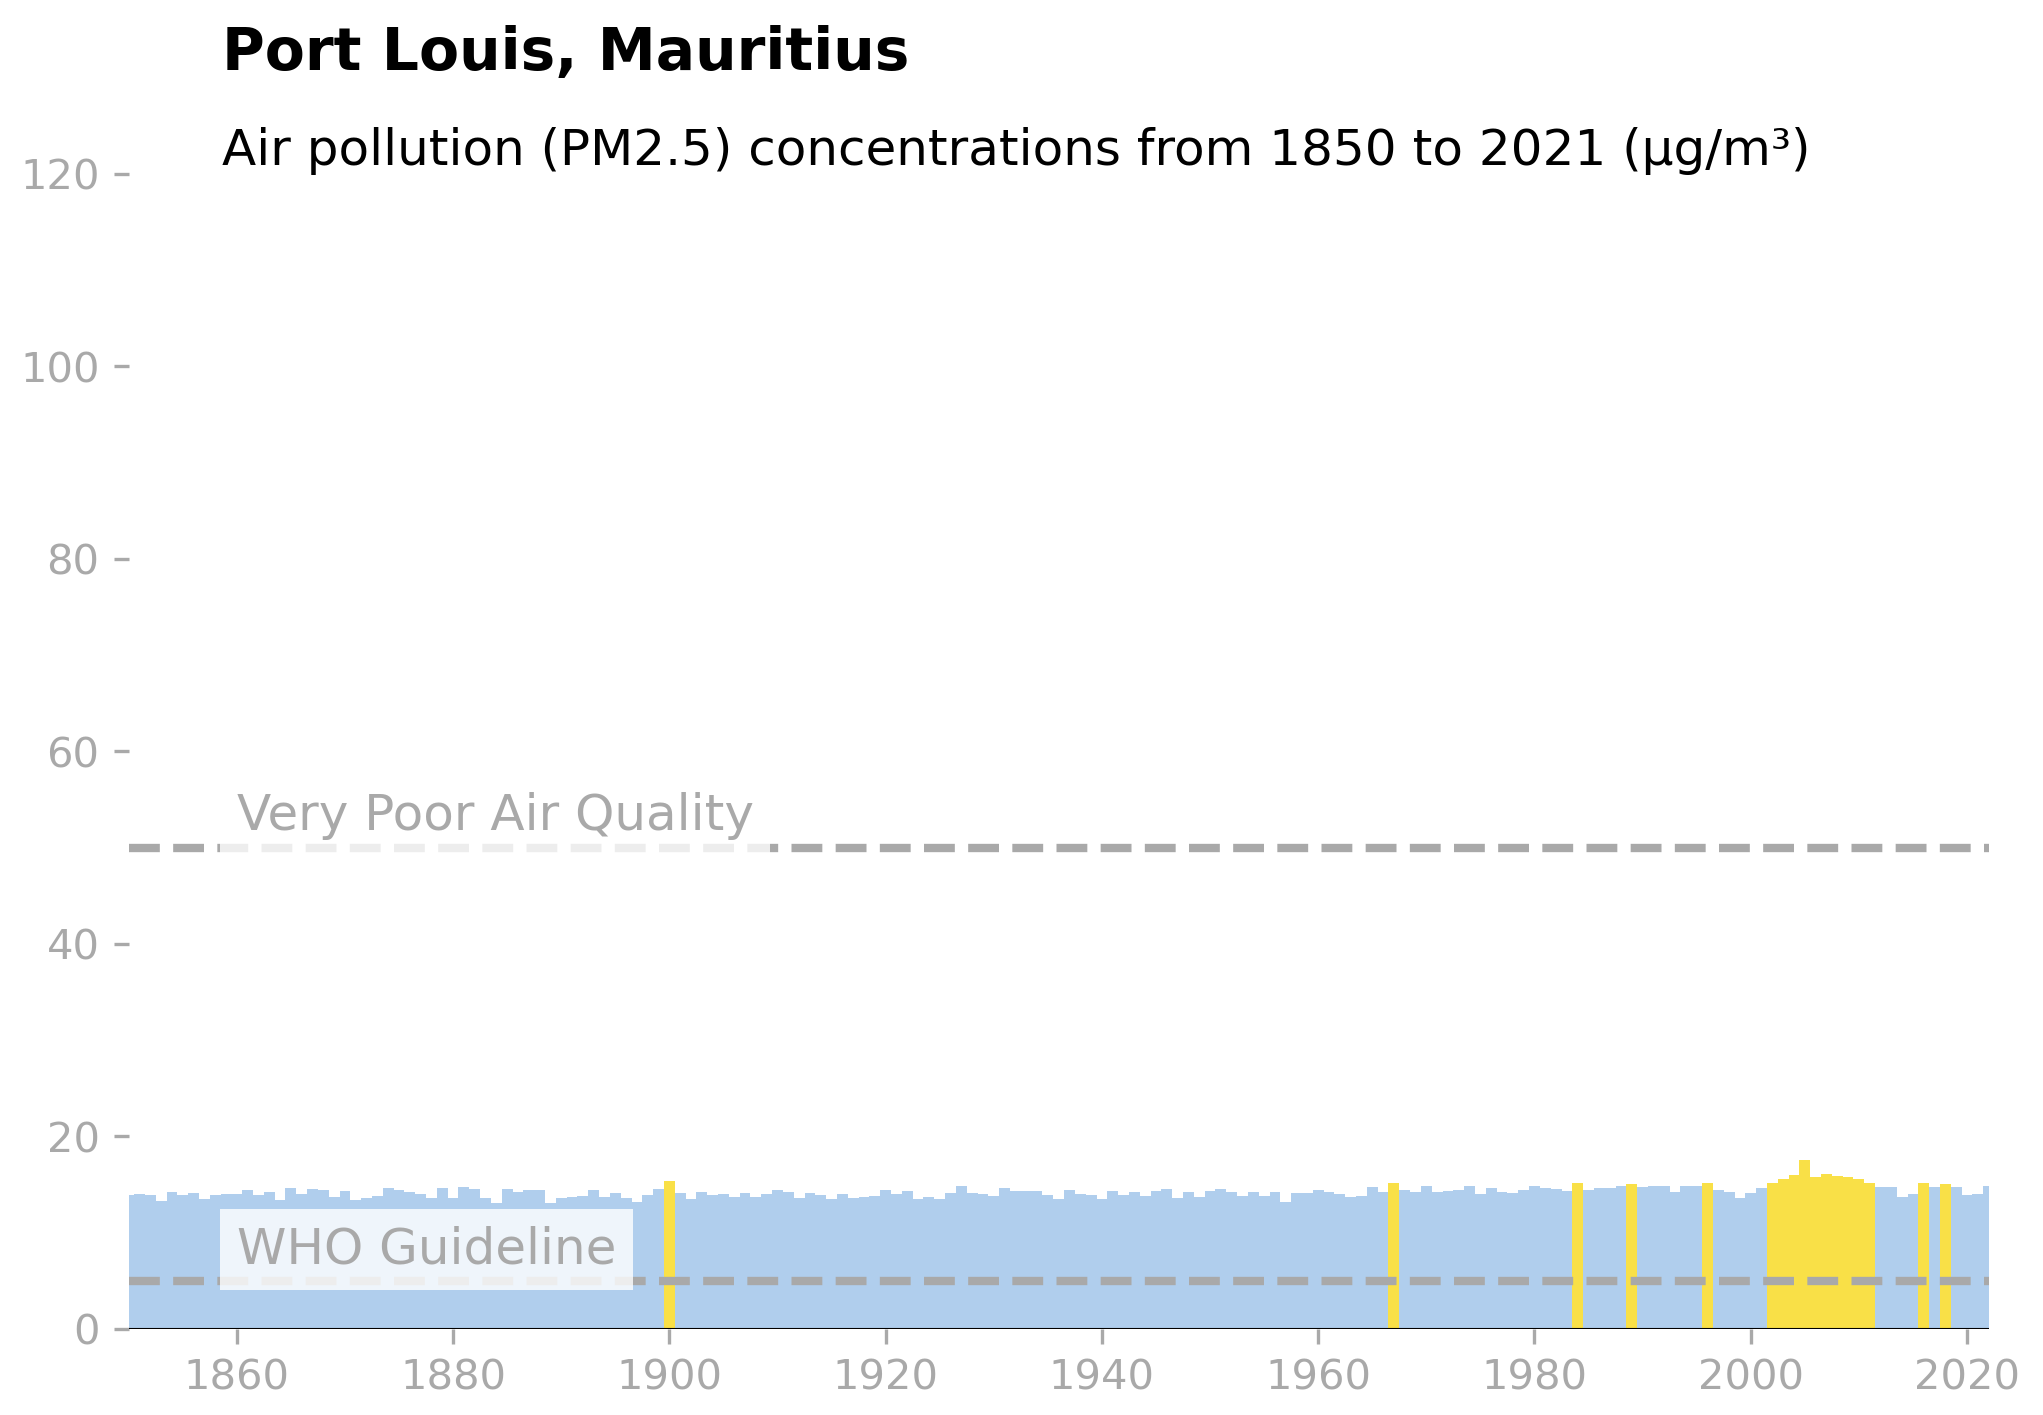 Port Louis, Mauritius
Air pollution (PM2.5) concentrations from 1850 to 2021 (µg/m³)
120
100
80
60
Very Poor Air Quality
40
20
WHO Guideline
0
1860 1880 1900 1920 1940 1960 1980 2000 2020